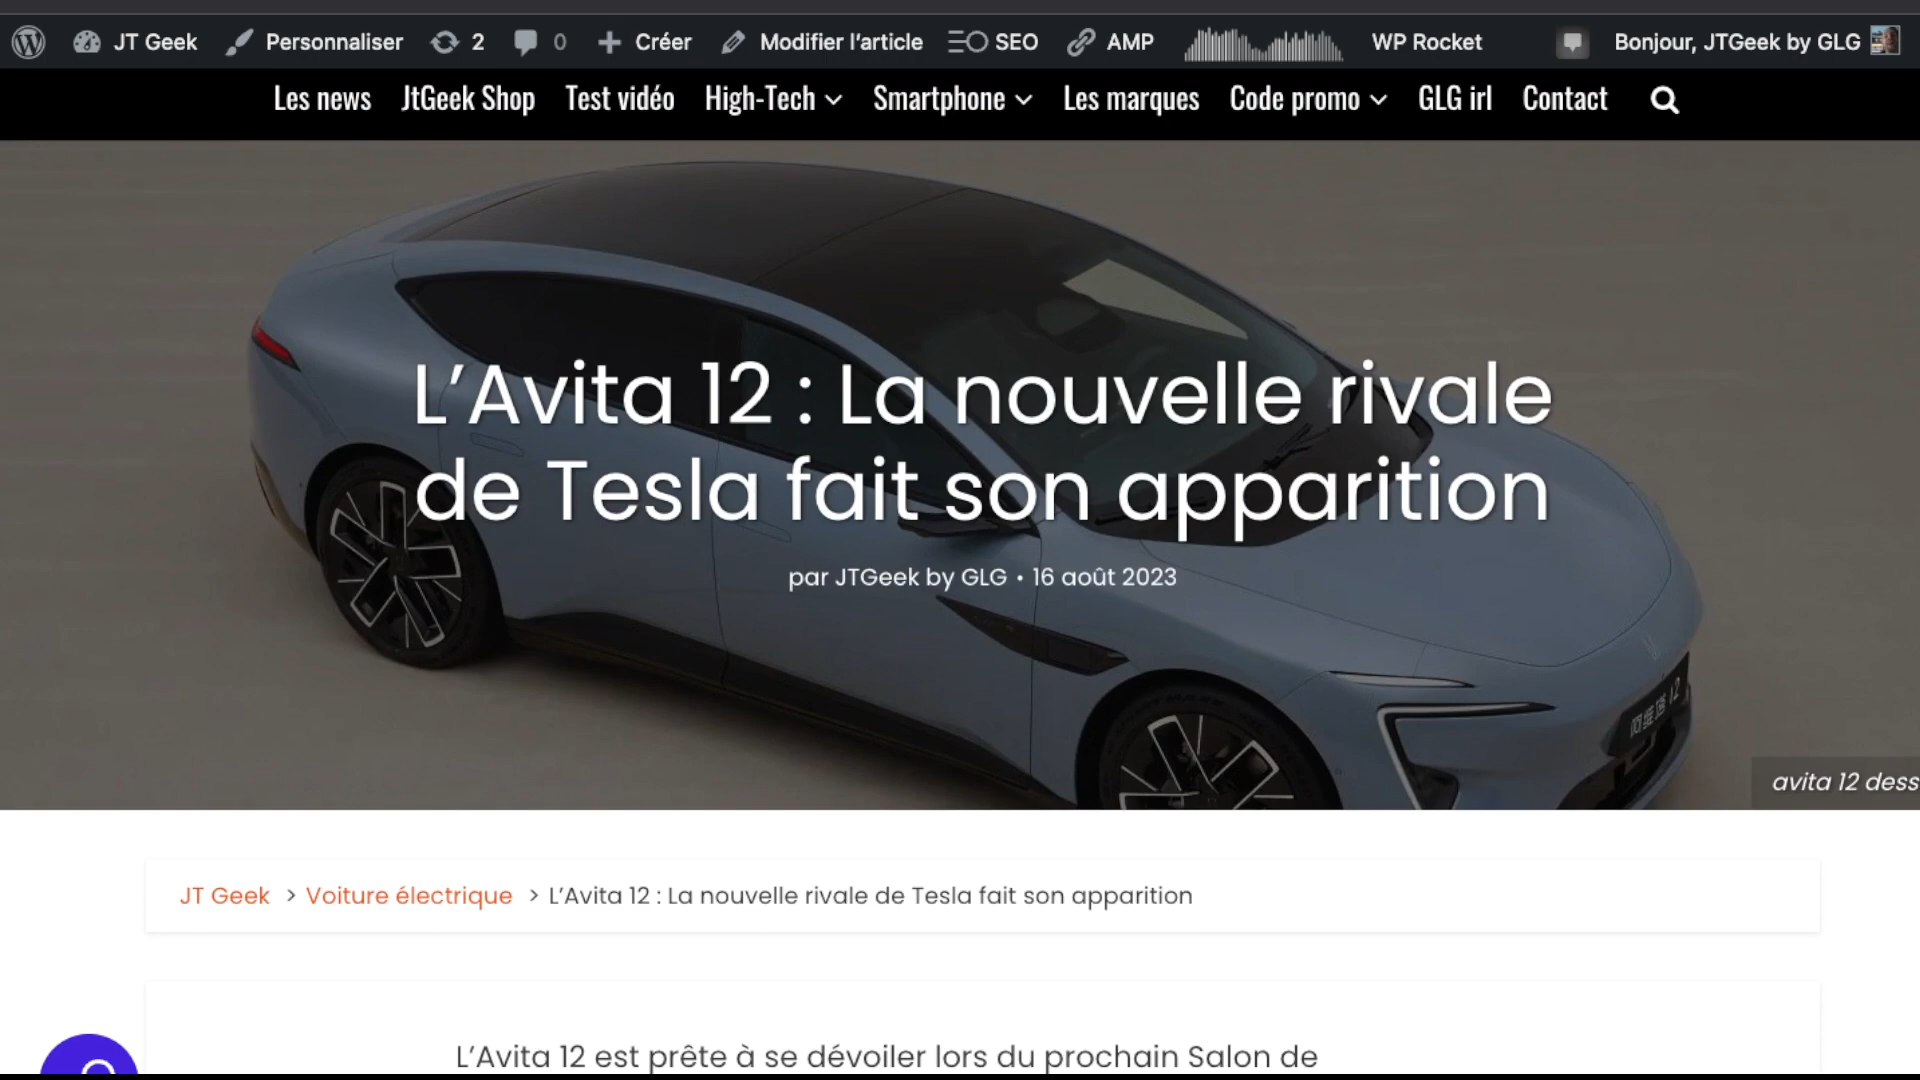 JT Geek Personnaliser 2 0 Créer Modifier l'article SEO AMP WP Rocket Bonjour, JTGeek by GLG
Les news JtGeek Shop Test vidéo High-Tech Smartphone Les marques Code promo GLG irl Contact
L’Avita 12 : La nouvelle rivale
de Tesla fait son apparition
par JTGeek by GLG • 16 août 2023
avita 12 dess
JT Geek > Voiture électrique > L’Avita 12 : La nouvelle rivale de Tesla fait son apparition
L’Avita 12 est prête à se dévoiler lors du prochain Salon de